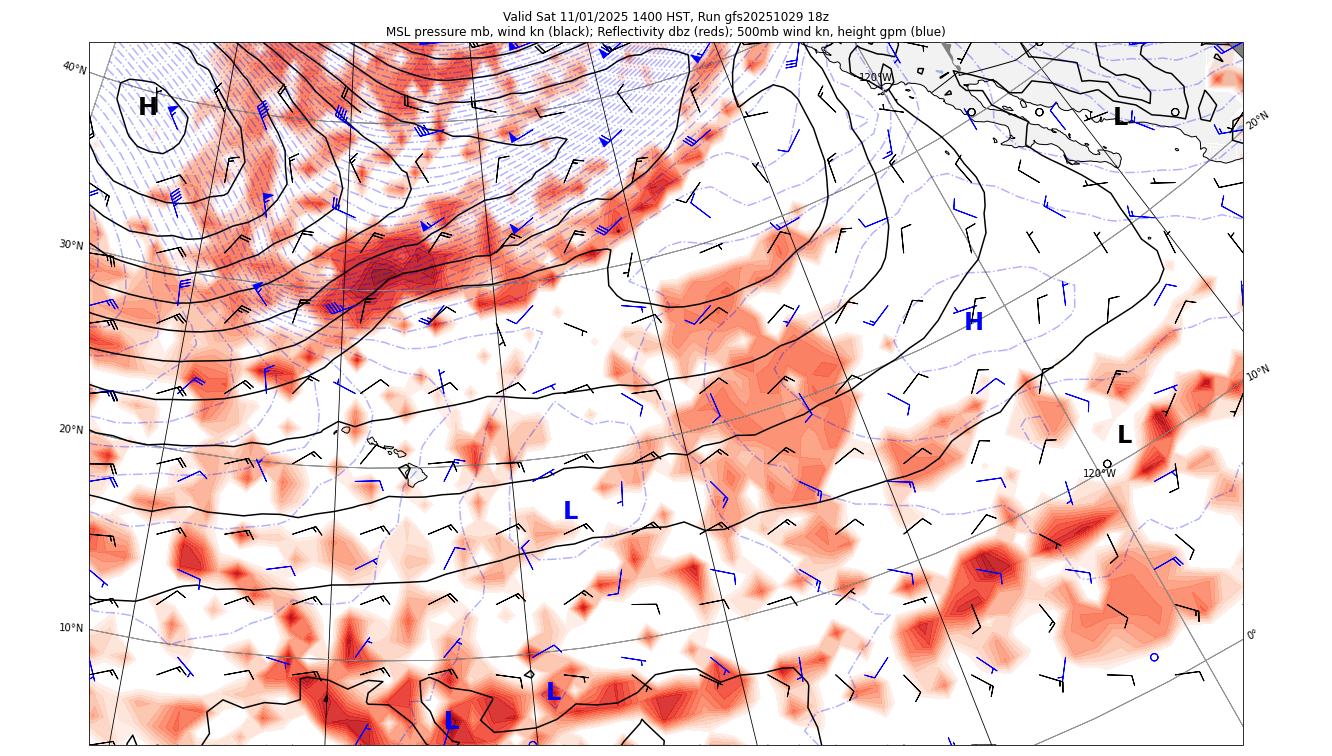 Valid Sat 11/01/2025 1400 HST, Run gfs20251029 18z
MSL pressure mb, wind kn (black); Reflectivity dbz (reds); 500mb wind kn, height gpm (blue)
40°N
120°W
H
L
20°N
30°N
H
10°N
20°N
L
120°W
L
10°N
0°
L
L